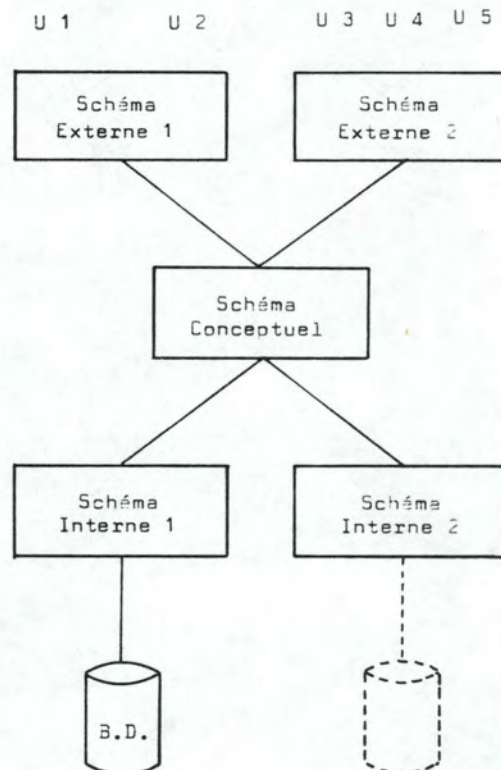 U 1 U 2 U 3 U 4 U 5
Schéma
Externe 1
Schéma
Externe 2
Schéma
Conceptuel
Schéma
Interne 1
Schéma
Interne 2
B.D.